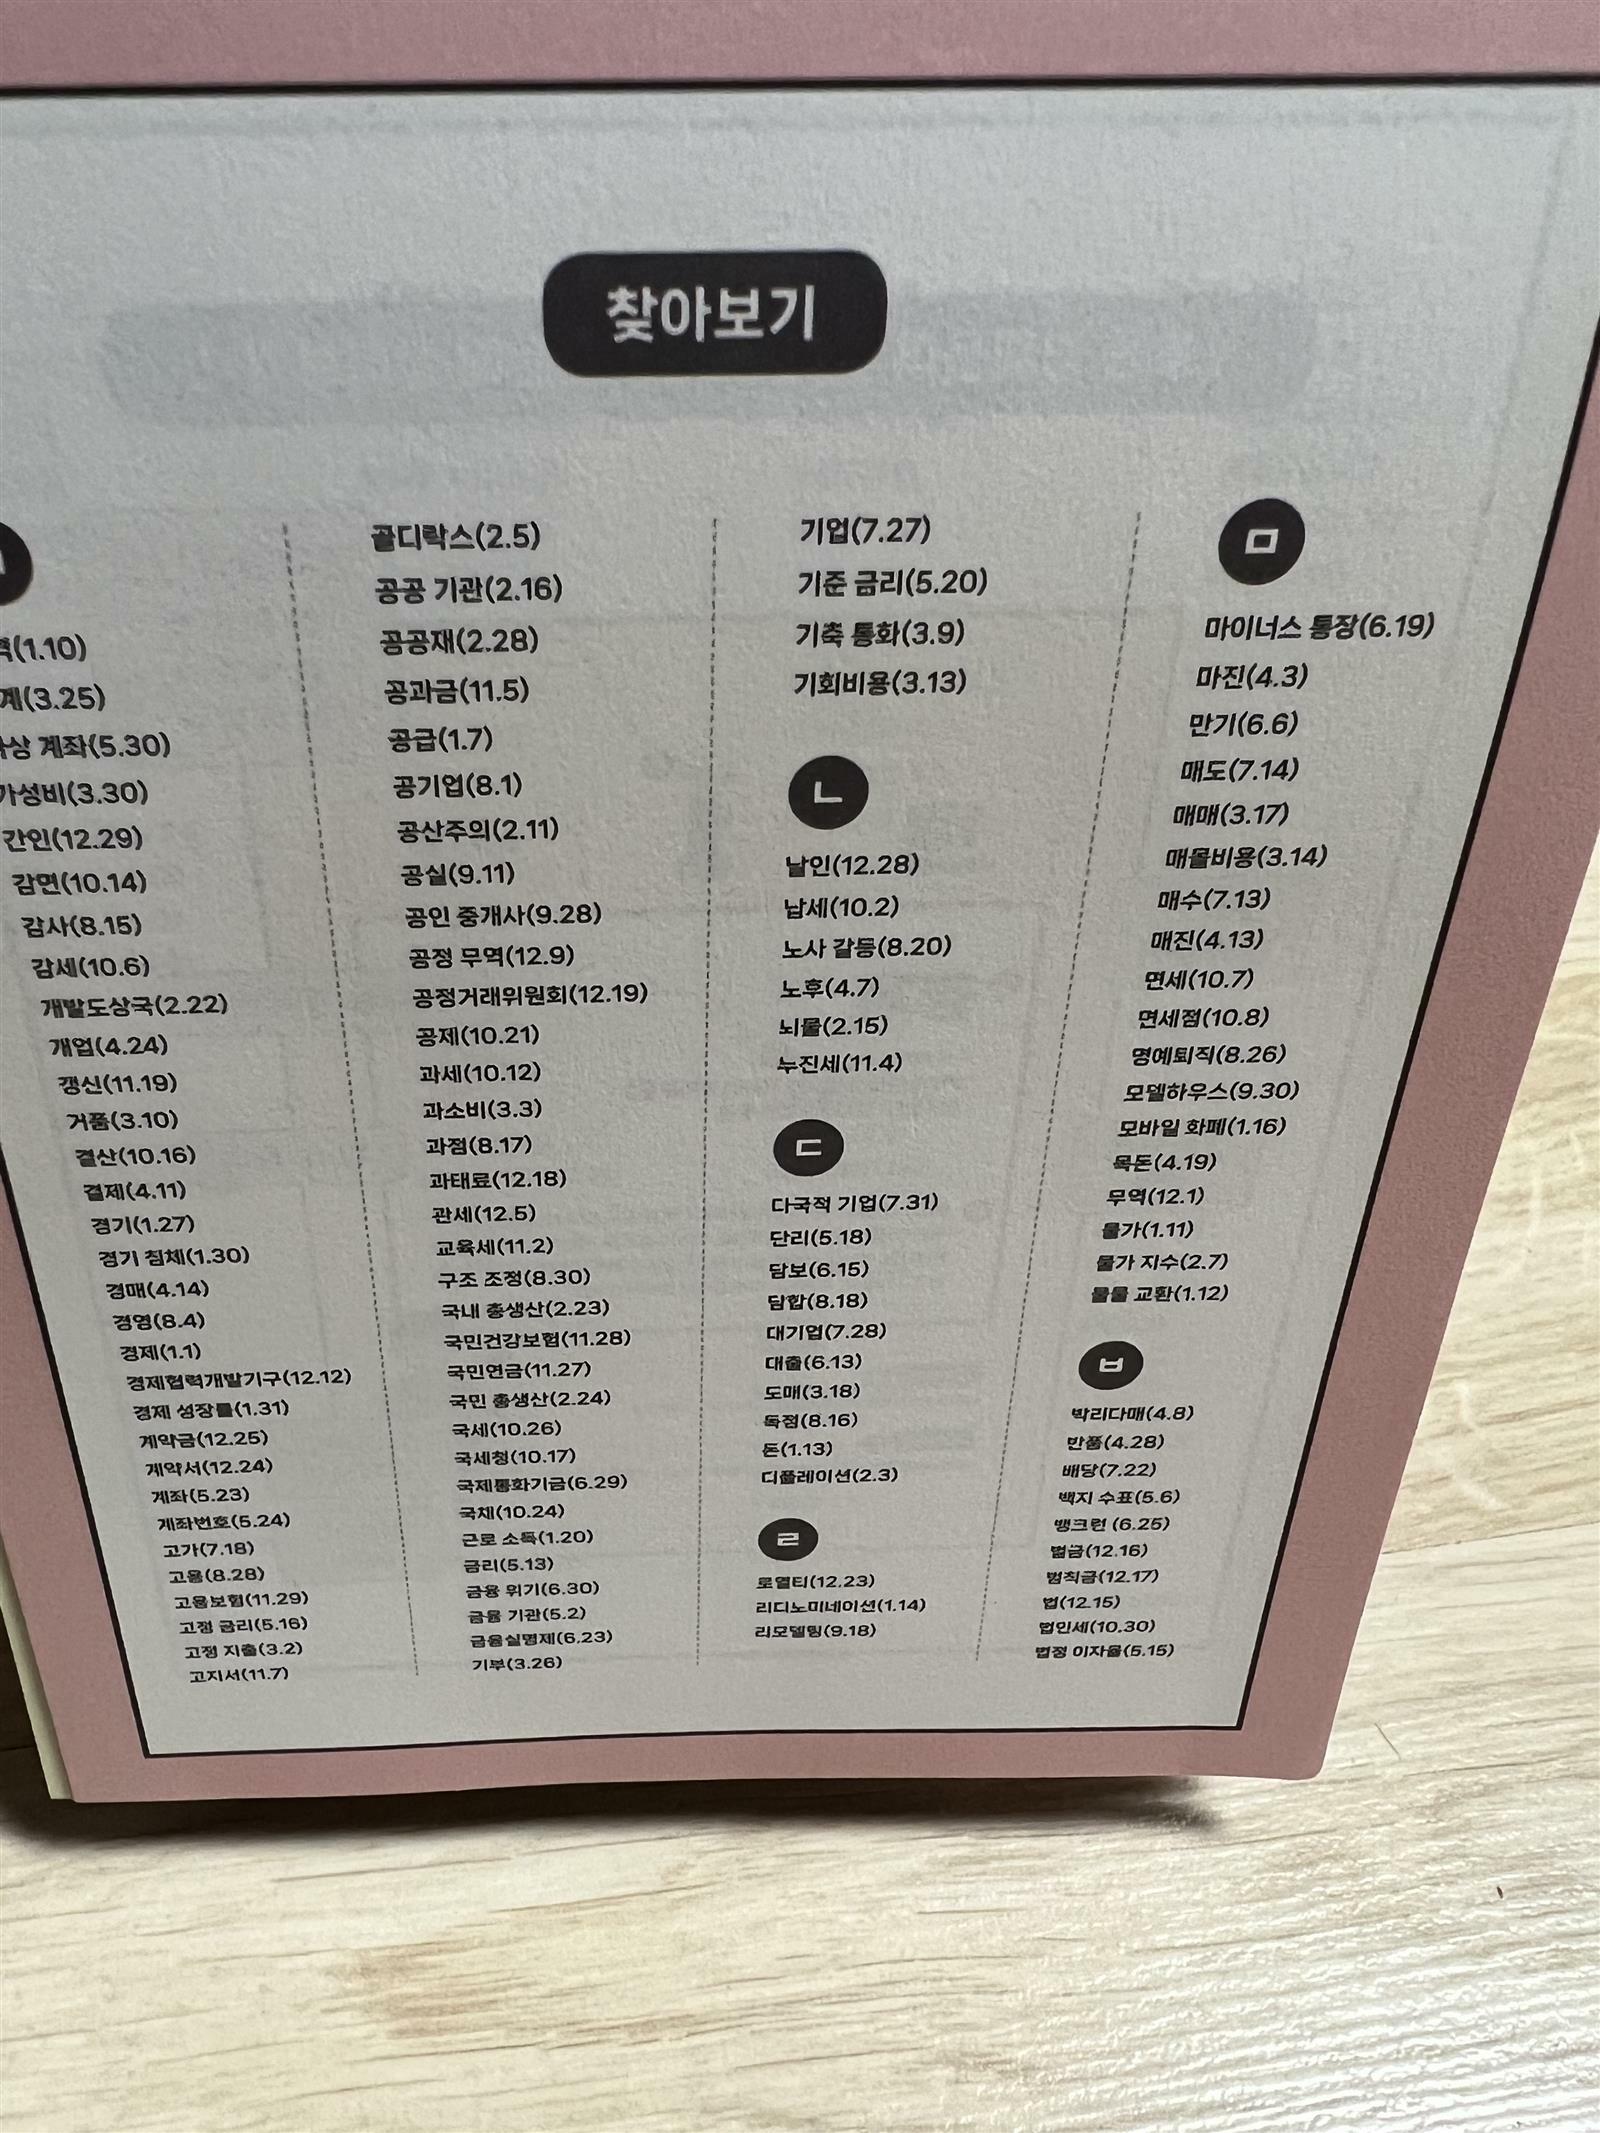 찾아보기
(1.10)
계(3.25)
가상 계좌(5.30)
가성비(3.30)
간인(12.29)
감면(10.14)
감사(8.15)
감세(10.6)
개발도상국(2.22)
개업(4.24)
갱신(11.19)
거품(3.10)
결산(10.16)
결제(4.11)
경기(1.27)
경기 침체(1.30)
경매(4.14)
경영(8.4)
경제(1.1)
경제협력개발기구(12.12)
경제 성장률(1.31)
계약금(12.25)
계약서(12.24)
계좌(5.23)
계좌번호(5.24)
고가(7.18)
고용(8.28)
고용보험(11.29)
고정 금리(5.16)
고정 지출(3.2)
고지서(11.7)
골디락스(2.5)
공공 기관(2.16)
공공재(2.28)
공과금(11.5)
공급(1.7)
공기업(8.1)
공산주의(2.11)
공실(9.11)
공인 중개사(9.28)
공정 무역(12.9)
공정거래위원회(12.19)
공제(10.21)
과세(10.12)
과소비(3.3)
과점(8.17)
과태료(12.18)
관세(12.5)
교육세(11.2)
구조 조정(8.30)
국내 총생산(2.23)
국민건강보험(11.28)
국민연금(11.27)
국민 총생산(2.24)
국세(10.26)
국세청(10.17)
국제통화기금(6.29)
국채(10.24)
근로 소득(1.20)
금리(5.13)
금융 위기(6.30)
금융 기관(5.2)
금융실명제(6.23)
기부(3.26)
기업(7.27)
기준 금리(5.20)
기축 통화(3.9)
기회비용(3.13)
ㄴ
날인(12.28)
납세(10.2)
노사 갈등(8.20)
노후(4.7)
뇌물(2.15)
누진세(11.4)
ㄷ
다국적 기업(7.31)
단리(5.18)
담보(6.15)
담합(8.18)
대기업(7.28)
대출(6.13)
도매(3.18)
독점(8.16)
돈(1.13)
디플레이션(2.3)
ㄹ
로열티(12.23)
리디노미네이션(1.14)
리모델링(9.18)
ㅁ
마이너스 통장(6.19)
마진(4.3)
만기(6.6)
매도(7.14)
매매(3.17)
매몰비용(3.14)
매수(7.13)
매진(4.13)
면세(10.7)
면세점(10.8)
명예퇴직(8.26)
모델하우스(9.30)
모바일 화폐(1.16)
목돈(4.19)
무역(12.1)
물가(1.11)
물가 지수(2.7)
물물 교환(1.12)
ㅂ
박리다매(4.8)
반품(4.28)
배당(7.22)
백지 수표(5.6)
뱅크런 (6.25)
벌금(12.16)
범칙금(12.17)
법(12.15)
법인세(10.30)
법정 이자율(5.15)